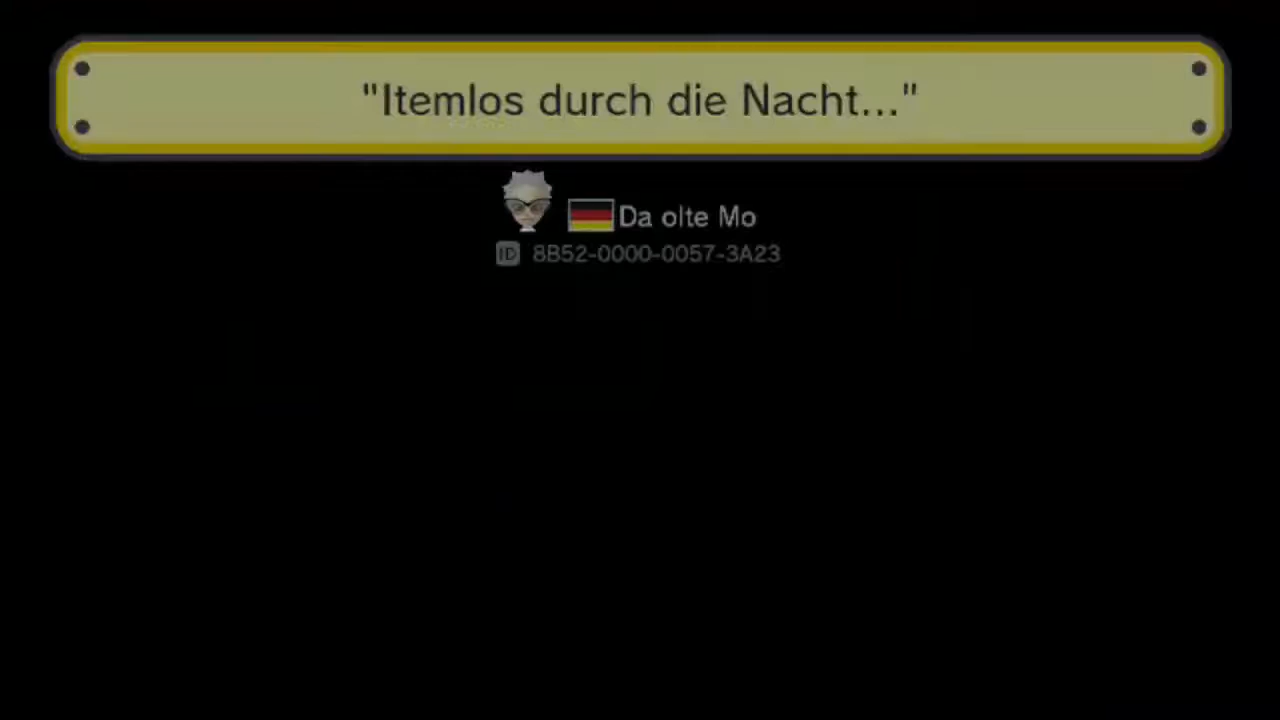 "Itemlos durch die Nacht..."
Da olte Mo
ID 8B52-0000-0057-3A23